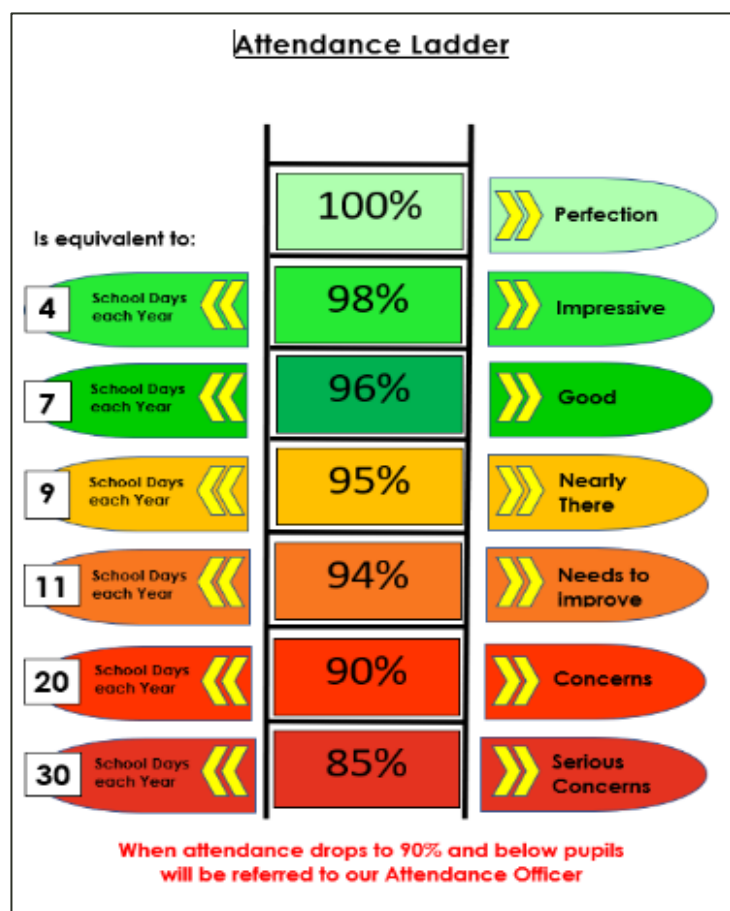 Attendance Ladder
100%
Perfection
Is equivalent to:
4
School Days
each Year
98%
Impressive
7
School Days
each Year
96%
Good
9
School Days
each Year
95%
Nearly
There
11
School Days
each Year
94%
Needs to
improve
20
School Days
each Year
90%
Concerns
30
School Days
each Year
85%
Serious
Concerns
When attendance drops to 90% and below pupils
will be referred to our Attendance Officer